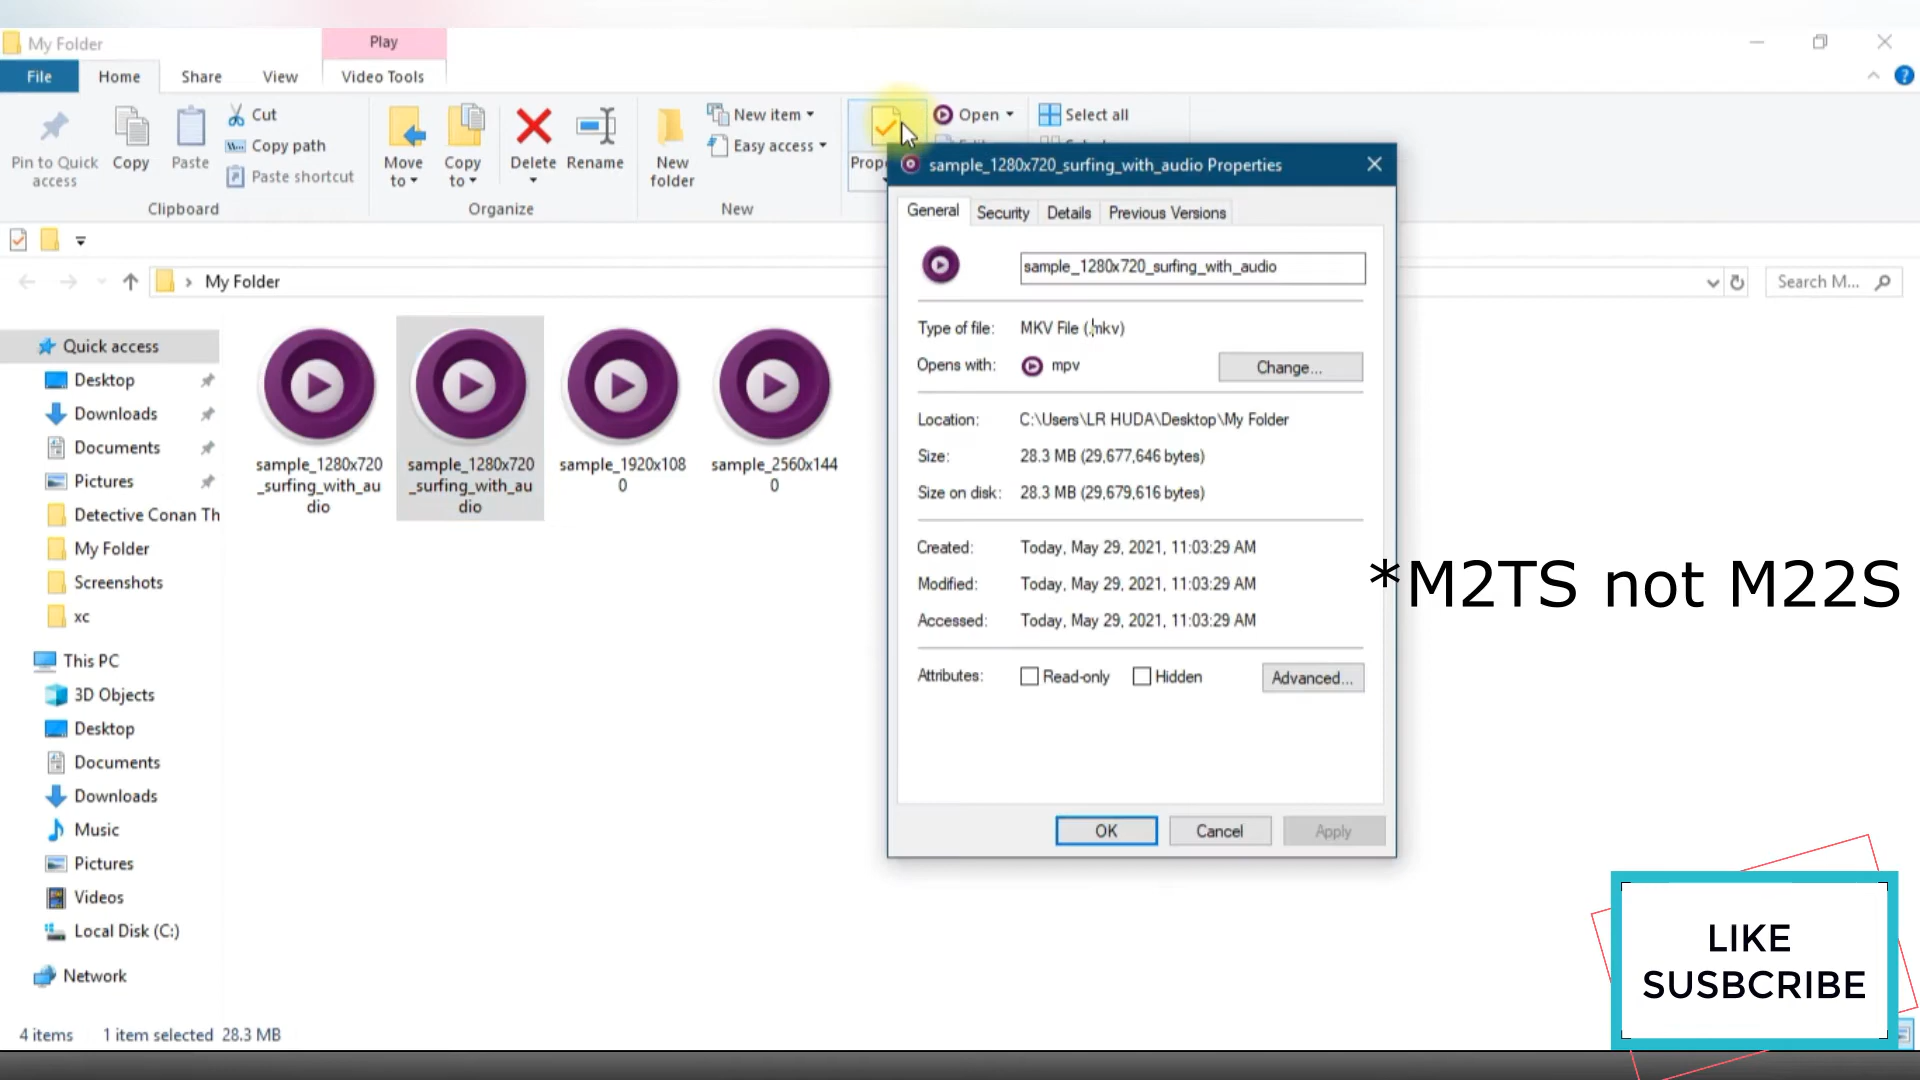 My Folder
Play
File
Home
Share
View
Video Tools
Pin to Quick access
Copy
Paste
Cut
Copy path
Paste shortcut
Clipboard
Move to
Copy to
Delete
Rename
Organize
New folder
New item
Easy access
New
Prop
Open
Select all
sample_1280x720_surfing_with_audio Properties
General
Security
Details
Previous Versions
sample_1280x720_surfing_with_audio
Type of file: MKV File (.mkv)
Opens with: mpv
Change...
Location: C:\Users\LR HUDA\Desktop\My Folder
Size: 28.3 MB (29,677,646 bytes)
Size on disk: 28.3 MB (29,679,616 bytes)
Created: Today, May 29, 2021, 11:03:29 AM
Modified: Today, May 29, 2021, 11:03:29 AM
Accessed: Today, May 29, 2021, 11:03:29 AM
Attributes: Read-only Hidden
Advanced...
OK
Cancel
Apply
My Folder
Search M...
Quick access
Desktop
Downloads
Documents
Pictures
Detective Conan Th
My Folder
Screenshots
xc
This PC
3D Objects
Desktop
Documents
Downloads
Music
Pictures
Videos
Local Disk (C:)
Network
sample_1280x720
_surfing_with_au
dio
sample_1280x720
_surfing_with_au
dio
sample_1920x108
0
sample_2560x144
0
*M2TS not M22S
LIKE
SUSBCRIBE
4 items 1 item selected 28.3 MB